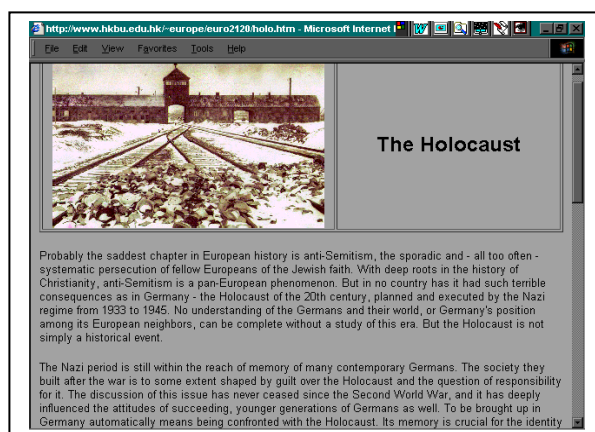 http://www.hkbu.edu.hk/~europe/euro2120/holo.htm - Microsoft Internet
File Edit View Favorites Tools Help
The Holocaust
Probably the saddest chapter in European history is anti-Semitism, the sporadic and - all too often -
systematic persecution of fellow Europeans of the Jewish faith. With deep roots in the history of
Christianity, anti-Semitism is a pan-European phenomenon. But in no country has it had such terrible
consequences as in Germany - the Holocaust of the 20th century, planned and executed by the Nazi
regime from 1933 to 1945. No understanding of the Germans and their world, or Germany's position
among its European neighbors, can be complete without a study of this era. But the Holocaust is not
simply a historical event.
The Nazi period is still within the reach of memory of many contemporary Germans. The society they
built after the war is to some extent shaped by guilt over the Holocaust and the question of responsibility
for it. The discussion of this issue has never ceased since the Second World War, and it has deeply
influenced the attitudes of succeeding, younger generations of Germans as well. To be brought up in
Germany automatically means being confronted with the Holocaust. Its memory is crucial for the identity